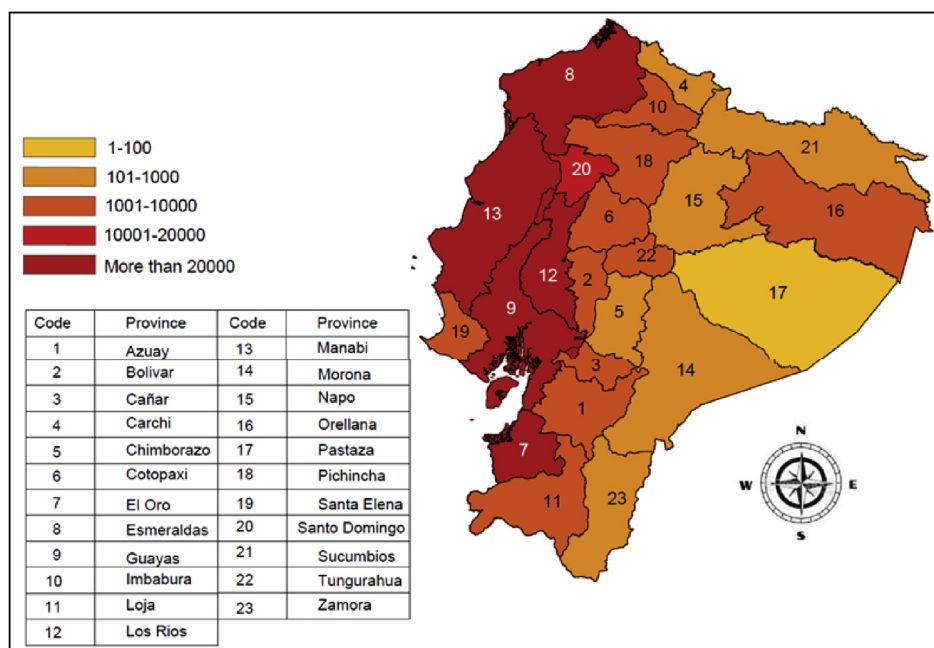 1-100
101-1000
1001-10000
10001-20000
More than 20000
Code Province Code Province
1 Azuay 13 Manabi
2 Bolivar 14 Morona
3 Cañar 15 Napo
4 Carchi 16 Orellana
5 Chimborazo 17 Pastaza
6 Cotopaxi 18 Pichincha
7 El Oro 19 Santa Elena
8 Esmeraldas 20 Santo Domingo
9 Guayas 21 Sucumbios
10 Imbabura 22 Tungurahua
11 Loja 23 Zamora
12 Los Rios
8
4
10
21
18
20
15
13
16
6
22
12
2
17
9
5
19
3
14
1
7
23
11
N
W E
S